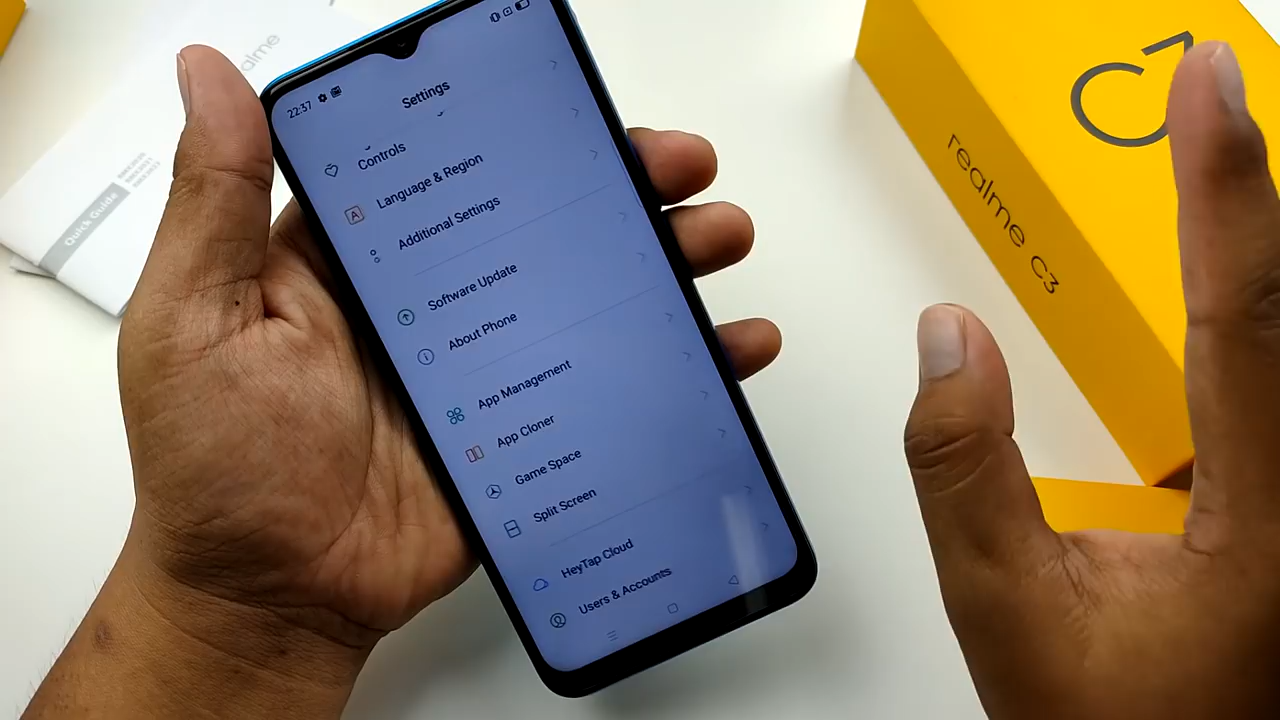 22:37
Settings
Controls
Language & Region
Additional Settings
Software Update
About Phone
App Management
App Cloner
Game Space
Split Screen
HeyTap Cloud
Users & Accounts
Quick Guide
realme C3